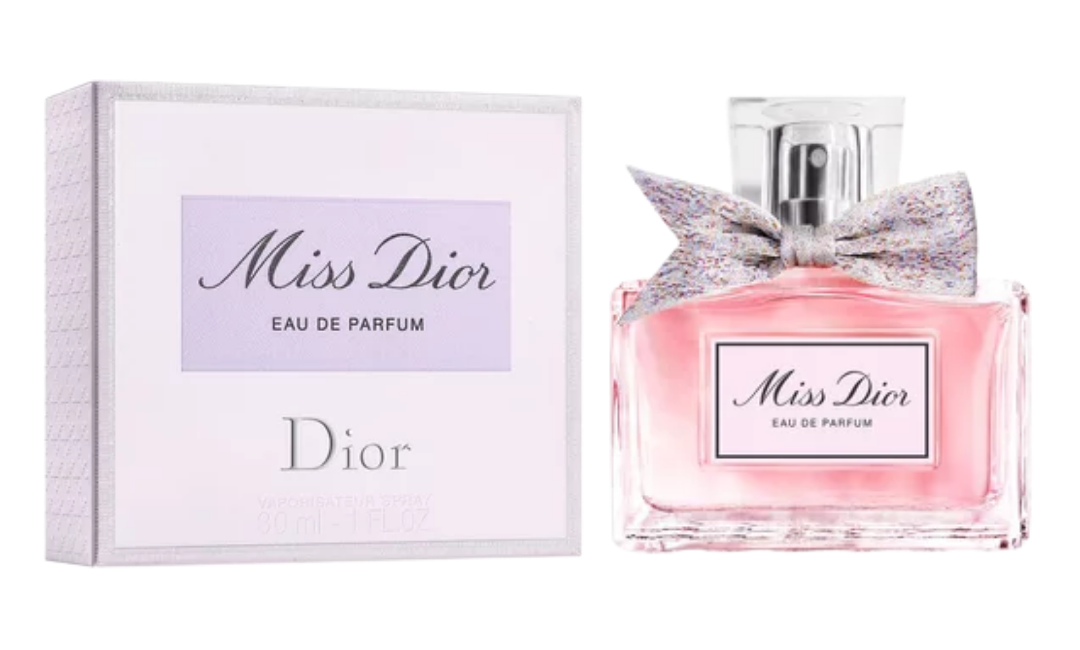 Miss Dior
EAU DE PARFUM
Dior
VAPORISATEUR SPRAY
30 ml - 1 FL.OZ
Miss Dior
EAU DE PARFUM